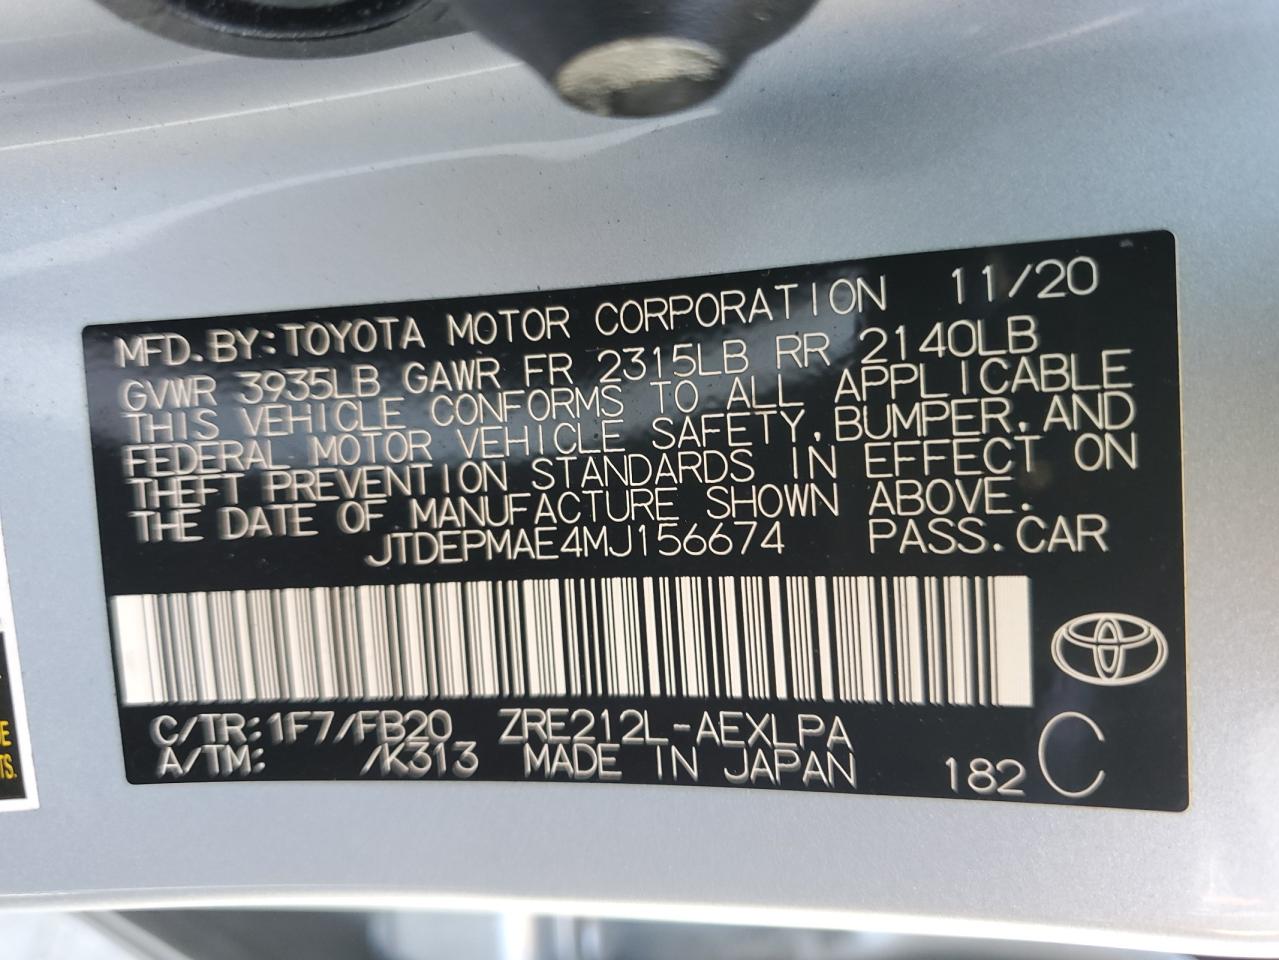 MFD. BY: TOYOTA MOTOR CORPORATION 11/20
GVWR 3935LB GAWR FR 2315LB RR 2140LB
THIS VEHICLE CONFORMS TO ALL APPLICABLE
FEDERAL MOTOR VEHICLE SAFETY, BUMPER, AND
THEFT PREVENTION STANDARDS IN EFFECT ON
THE DATE OF MANUFACTURE SHOWN ABOVE.
JTDEPMAE4MJ156674 PASS. CAR
C/TR: 1F7/FB20 ZRE212L-AEXLPA
A/TM: /K313 MADE IN JAPAN 182 C